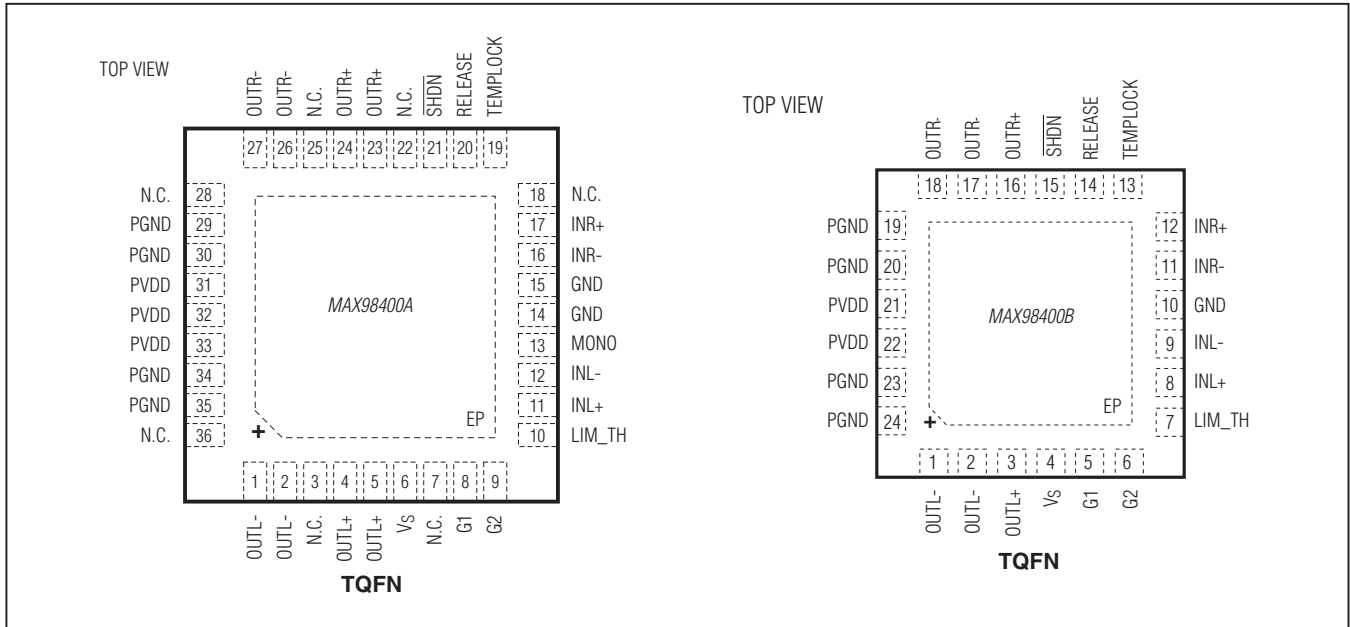 TOP VIEW
OUTR- OUTR- N.C. OUTR+ OUTR+ N.C. SHDN RELEASE TEMPLOCK
27 26 25 24 23 22 21 20 19
N.C. 28 18 N.C.
PGND 29 17 INR+
PGND 30 16 INR-
PVDD 31 15 GND
PVDD 32 14 GND
PVDD 33 13 MONO
PGND 34 12 INL-
PGND 35 11 INL+
N.C. 36 10 LIM_TH
MAX98400A
EP
+
1 2 3 4 5 6 7 8 9
OUTL- OUTL- N.C. OUTL+ OUTL+ VS N.C. G1 G2
TQFN
TOP VIEW
OUTR- OUTR- OUTR+ SHDN RELEASE TEMPLOCK
18 17 16 15 14 13
PGND 19 12 INR+
PGND 20 11 INR-
PVDD 21 10 GND
PVDD 22 9 INL-
PGND 23 8 INL+
PGND 24 7 LIM_TH
MAX98400B
EP
+
1 2 3 4 5 6
OUTL- OUTL- OUTL+ VS G1 G2
TQFN